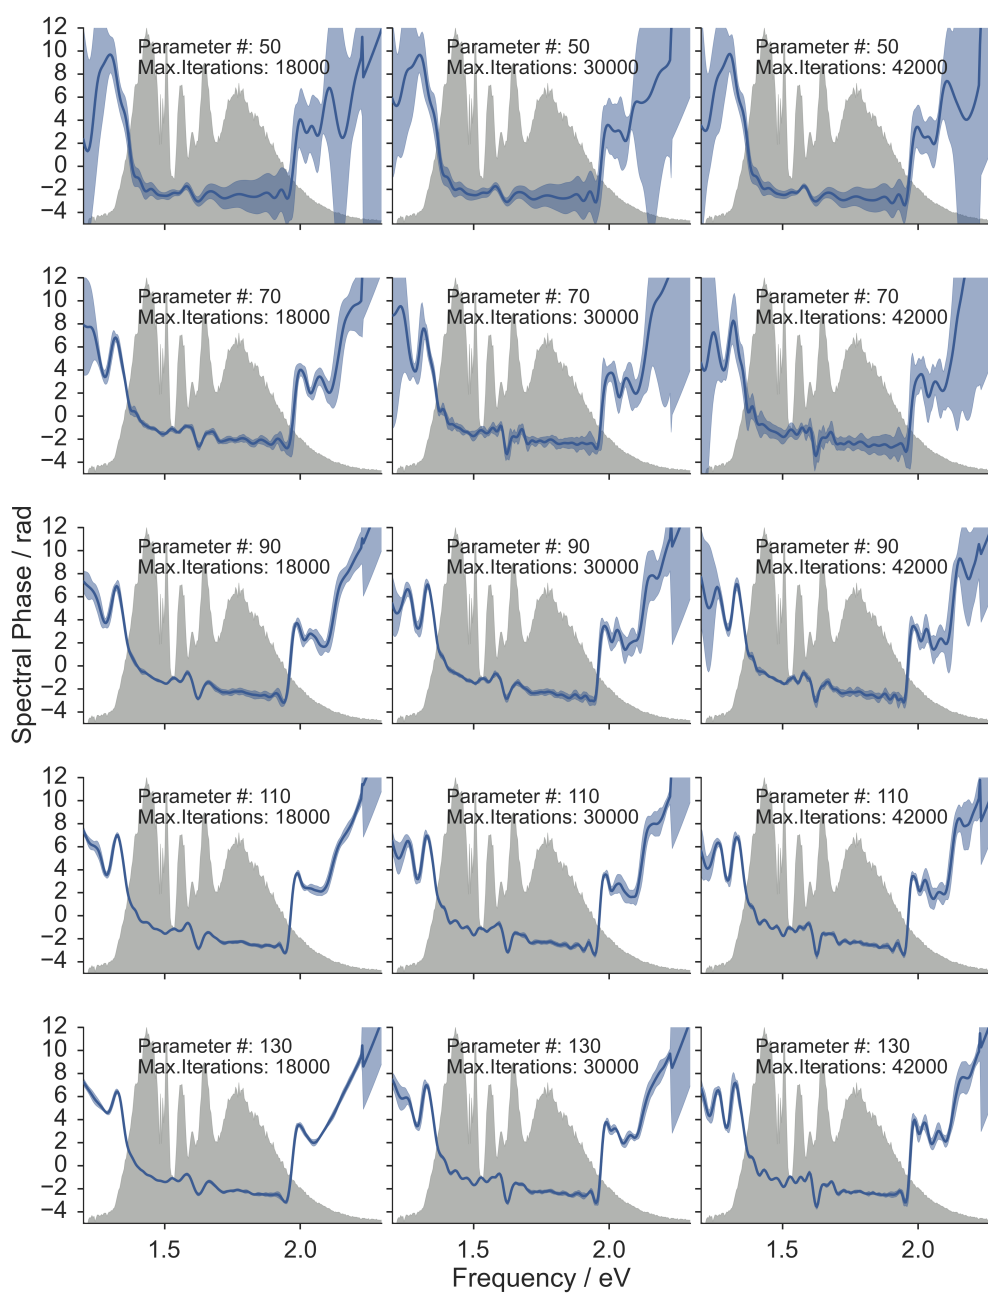 12
10
8
6
4
2
0
−2
−4
Parameter #: 50
Max.Iterations: 18000
Parameter #: 50
Max.Iterations: 30000
Parameter #: 50
Max.Iterations: 42000
12
10
8
6
4
2
0
−2
−4
Parameter #: 70
Max.Iterations: 18000
Parameter #: 70
Max.Iterations: 30000
Parameter #: 70
Max.Iterations: 42000
Spectral Phase / rad
12
10
8
6
4
2
0
−2
−4
Parameter #: 90
Max.Iterations: 18000
Parameter #: 90
Max.Iterations: 30000
Parameter #: 90
Max.Iterations: 42000
12
10
8
6
4
2
0
−2
−4
Parameter #: 110
Max.Iterations: 18000
Parameter #: 110
Max.Iterations: 30000
Parameter #: 110
Max.Iterations: 42000
12
10
8
6
4
2
0
−2
−4
Parameter #: 130
Max.Iterations: 18000
Parameter #: 130
Max.Iterations: 30000
Parameter #: 130
Max.Iterations: 42000
1.5 2.0 1.5 2.0 1.5 2.0
Frequency / eV